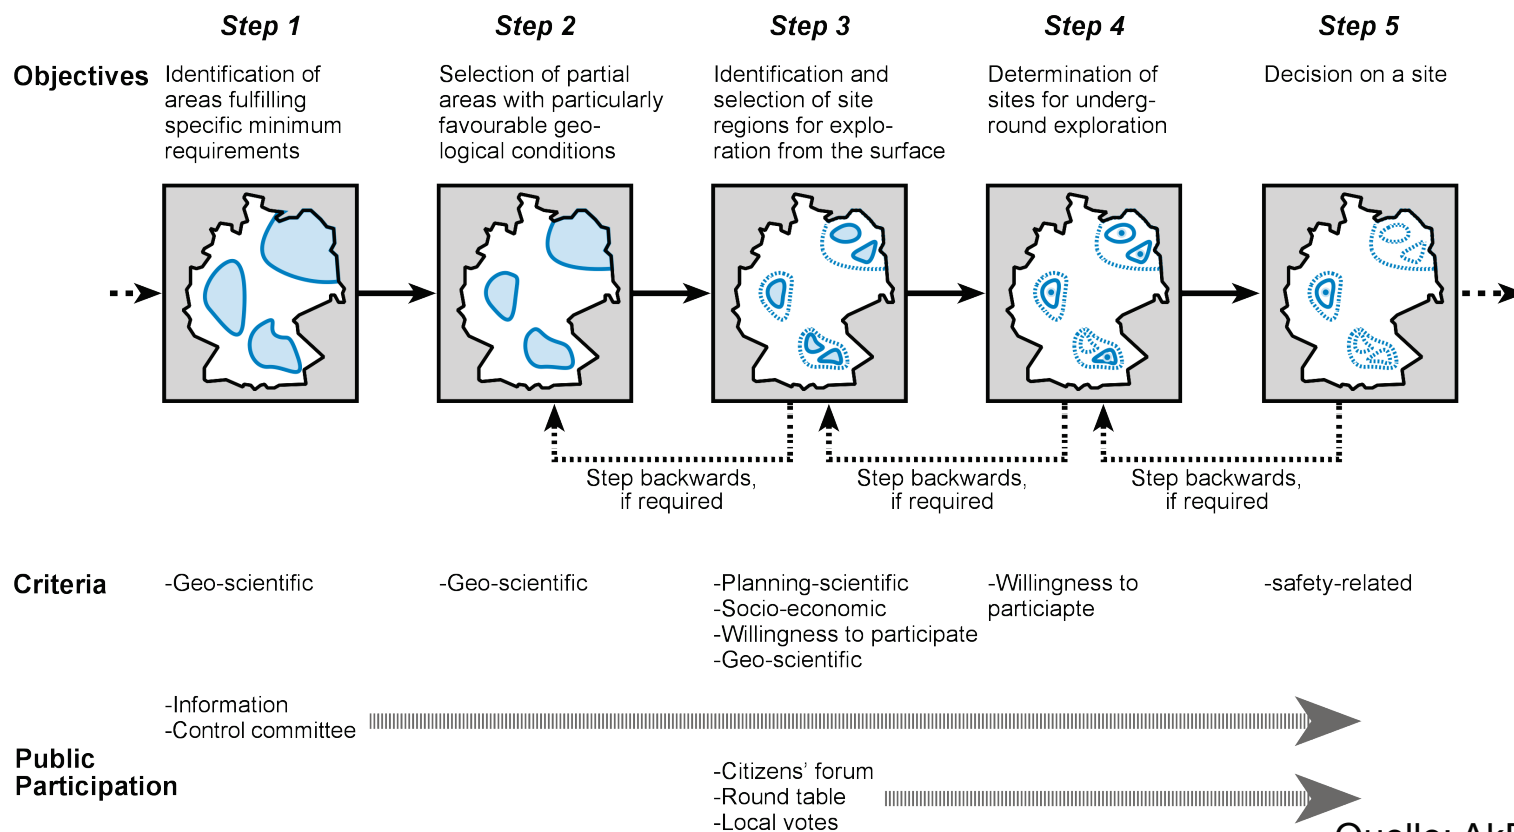 Step 1
Step 2
Step 3
Step 4
Step 5
Objectives
Identification of
areas fulfilling
specific minimum
requirements
Selection of partial
areas with particularly
favourable geo-
logical conditions
Identification and
selection of site
regions for explo-
ration from the surface
Determination of
sites for underg-
round exploration
Decision on a site
Step backwards,
if required
Step backwards,
if required
Step backwards,
if required
Criteria
-Geo-scientific
-Geo-scientific
-Planning-scientific
-Socio-economic
-Willingness to participate
-Geo-scientific
-Willingness to
particiapte
-safety-related
Public
Participation
-Information
-Control committee
-Citizens’ forum
-Round table
-Local votes
Quelle: